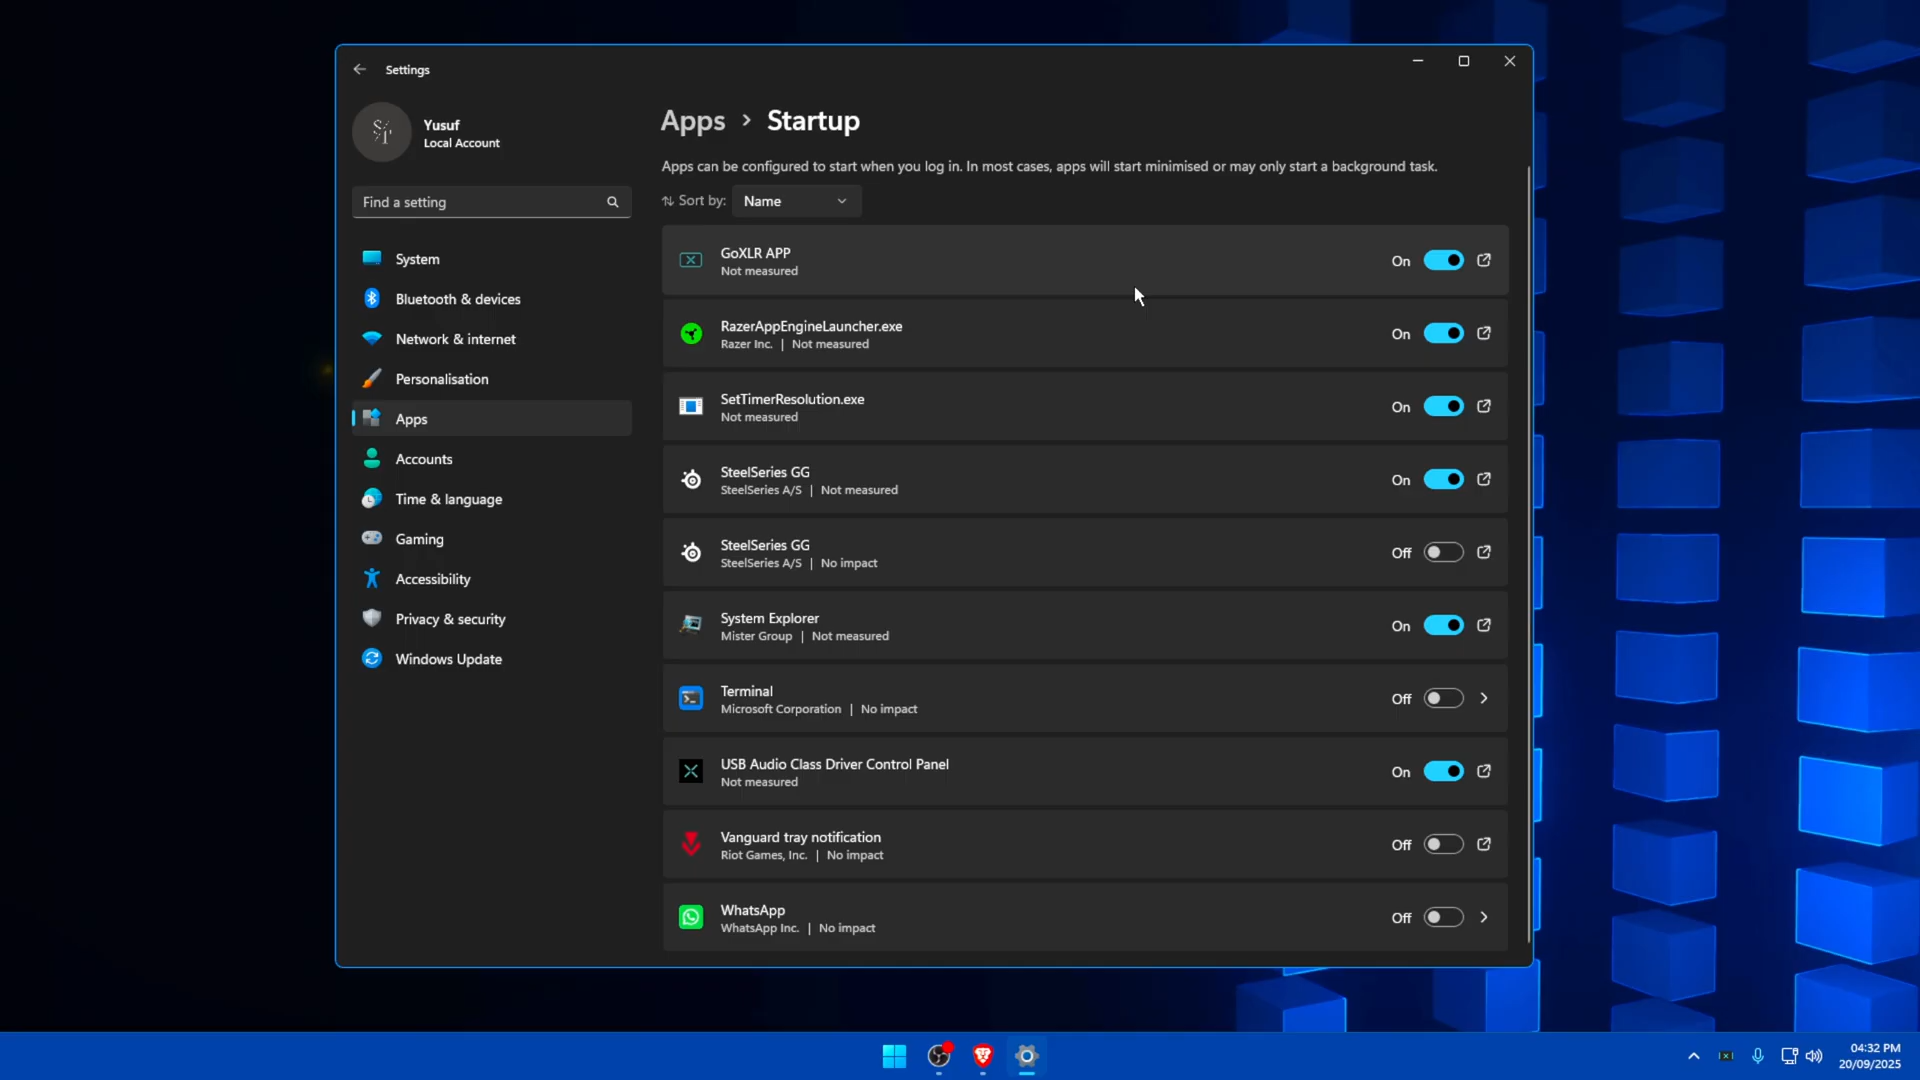 Settings
Yusuf
Local Account
Find a setting
System
Bluetooth & devices
Network & internet
Personalisation
Apps
Accounts
Time & language
Gaming
Accessibility
Privacy & security
Windows Update
Apps > Startup
Apps can be configured to start when you log in. In most cases, apps will start minimised or may only start a background task.
Sort by: Name
GoXLR APP
Not measured
On
RazerAppEngineLauncher.exe
Razer Inc. | Not measured
On
SetTimerResolution.exe
Not measured
On
SteelSeries GG
SteelSeries A/S | Not measured
On
SteelSeries GG
SteelSeries A/S | No impact
Off
System Explorer
Mister Group | Not measured
On
Terminal
Microsoft Corporation | No impact
Off
USB Audio Class Driver Control Panel
Not measured
On
Vanguard tray notification
Riot Games, Inc. | No impact
Off
WhatsApp
WhatsApp Inc. | No impact
Off
04:32 PM
20/09/2025